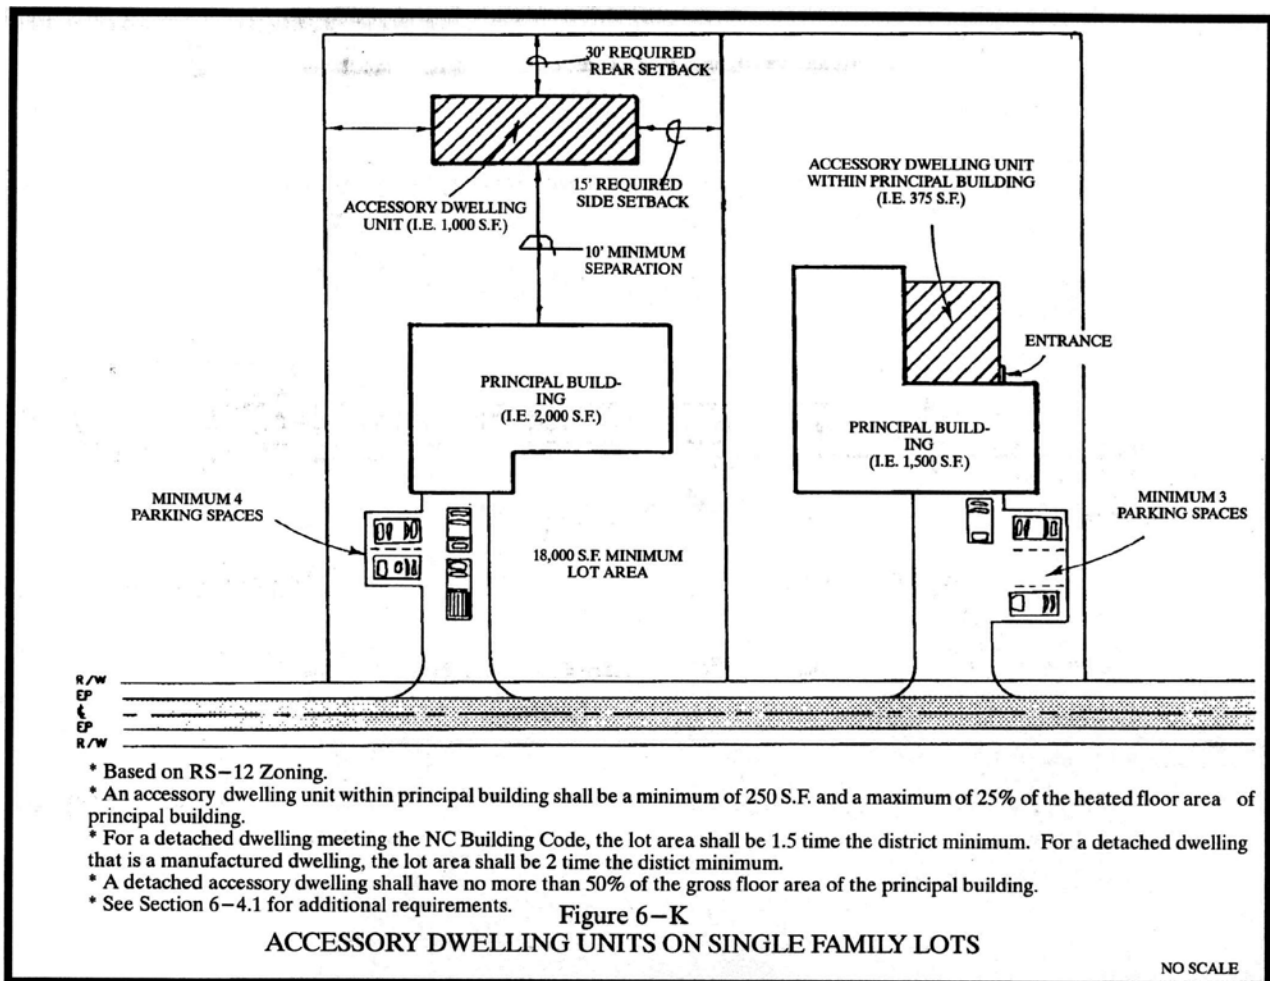 30' REQUIRED
REAR SETBACK
15' REQUIRED
SIDE SETBACK
ACCESSORY DWELLING
UNIT (I.E. 1,000 S.F.)
10' MINIMUM
SEPARATION
PRINCIPAL BUILD-
ING
(I.E. 2,000 S.F.)
MINIMUM 4
PARKING SPACES
18,000 S.F. MINIMUM
LOT AREA
ACCESSORY DWELLING UNIT
WITHIN PRINCIPAL BUILDING
(I.E. 375 S.F.)
ENTRANCE
PRINCIPAL BUILD-
ING
(I.E. 1,500 S.F.)
MINIMUM 3
PARKING SPACES
R/W
EP
℄
EP
R/W
* Based on RS-12 Zoning.
* An accessory dwelling unit within principal building shall be a minimum of 250 S.F. and a maximum of 25% of the heated floor area of
principal building.
* For a detached dwelling meeting the NC Building Code, the lot area shall be 1.5 time the district minimum. For a detached dwelling
that is a manufactured dwelling, the lot area shall be 2 time the distict minimum.
* A detached accessory dwelling shall have no more than 50% of the gross floor area of the principal building.
* See Section 6-4.1 for additional requirements.
Figure 6-K
ACCESSORY DWELLING UNITS ON SINGLE FAMILY LOTS
NO SCALE